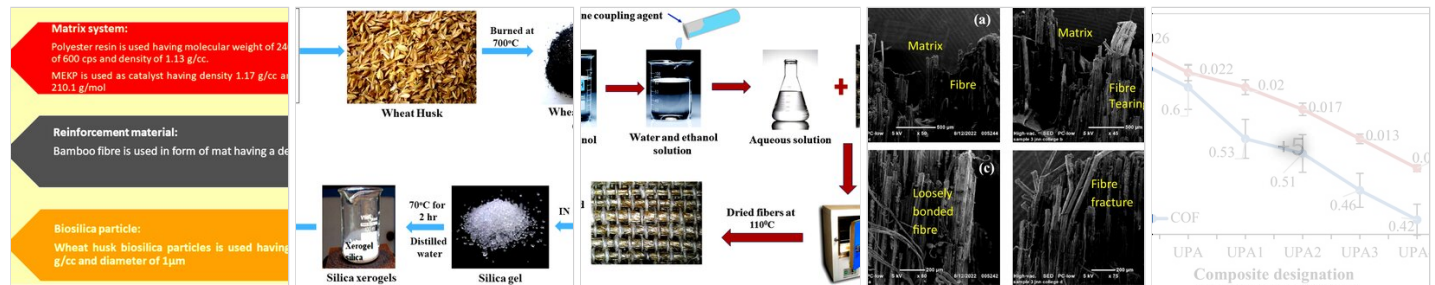 Matrix system:
Polyester resin is used having molecular weight of
of 600 cps and density of 1.13 g/cc.
MEKP is used as catalyst having density 1.17 g/cc
210.1 g/mol
Reinforcement material:
Bamboo fibre is used in form of mat having a
Biosilica particle:
Wheat husk biosilica particles is used having
g/cc and diameter of 1µm
Burned at
700°C
Wheat Husk
70°C for
2 hr
Distilled
water
IN
Xerogel
silica
Silica xerogels
Silica gel
coupling agent
Water and ethanol
solution
Aqueous solution
+
Dried fibers at
110°C
(a)
Matrix
Fibre
Matrix
Fibre
Tearing
(c)
Loosely
bonded
fibre
Fibre
fracture
0.022
0.02
0.017
0.013
0.6
0.53
0.51
0.46
0.42
+5
COF
UPA UPA1 UPA2 UPA3 UPA
Composite designation